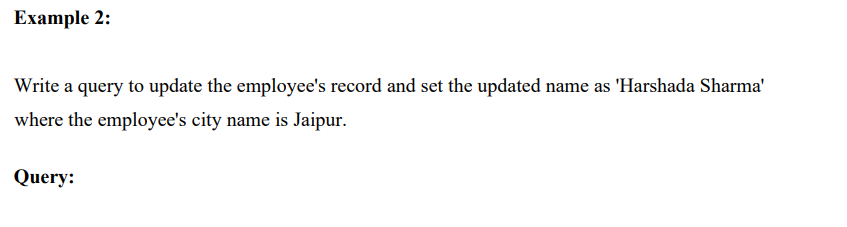 Example 2:
Write a query to update the employee's record and set the updated name as 'Harshada Sharma'
where the employee's city name is Jaipur.
Query: